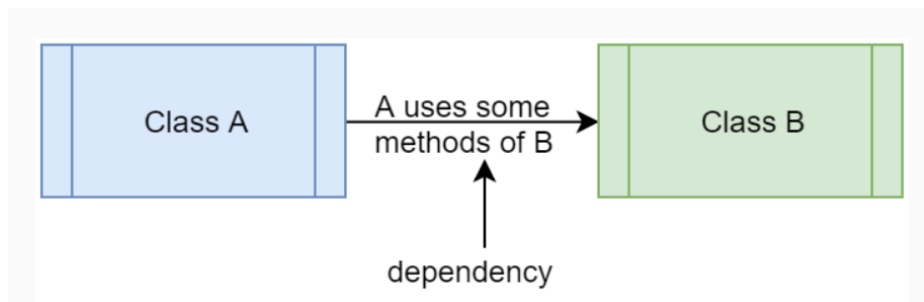 Class A
A uses some
methods of B
Class B
dependency